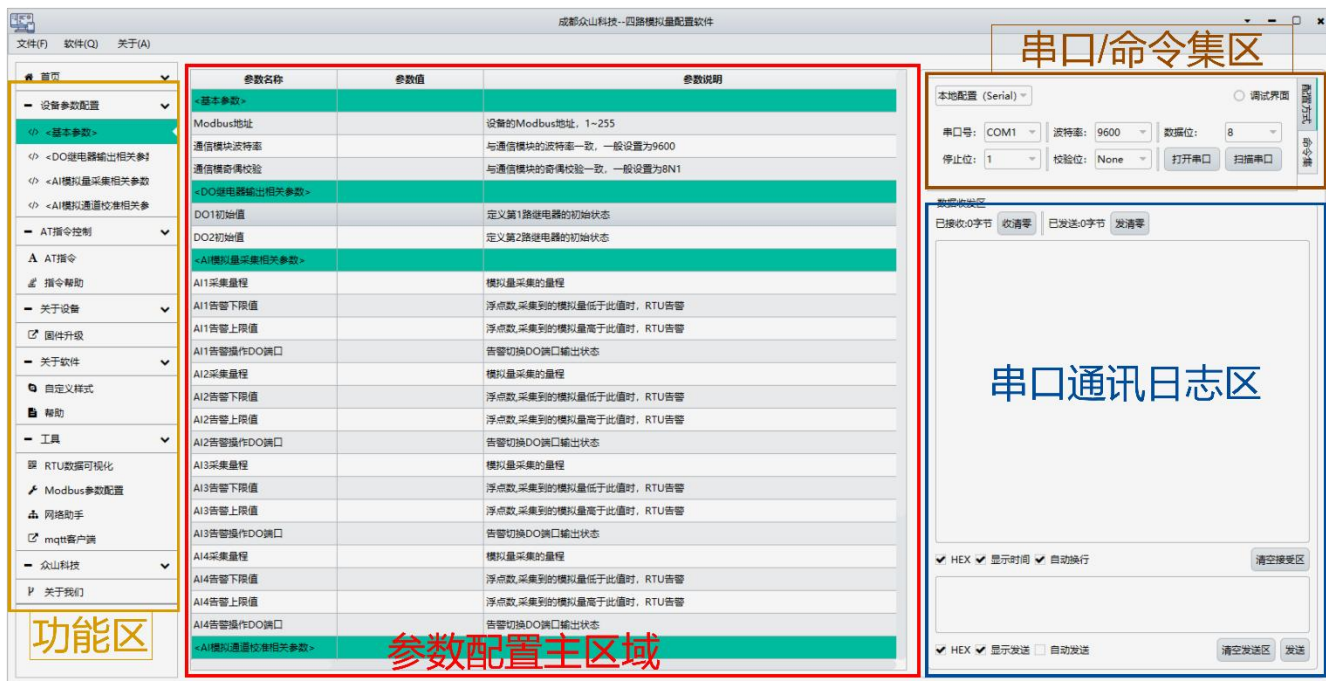 成都众山科技--四路模拟量配置软件
文件(F) 软件(Q) 关于(A)
首页
设备参数配置
<基本参数>
<DO继电器输出相关参数
<AI模拟量采集相关参数
<AI模拟通道校准相关参
AT指令控制
A AT指令
指令帮助
关于设备
固件升级
关于软件
自定义样式
帮助
工具
RTU数据可视化
Modbus参数配置
网络助手
mqtt客户端
众山科技
关于我们
功能区
参数名称 参数值 参数说明
<基本参数>
Modbus地址 设备的Modbus地址, 1~255
通信模块波特率 与通信模块的波特率一致, 一般设置为9600
通信模奇偶校验 与通信模块的奇偶校验一致, 一般设置为8N1
<DO继电器输出相关参数>
DO1初始值 定义第1路继电器的初始状态
DO2初始值 定义第2路继电器的初始状态
<AI模拟量采集相关参数>
AI1采集量程 模拟量采集的量程
AI1告警下限值 浮点数,采集到的模拟量低于此值时, RTU告警
AI1告警上限值 浮点数,采集到的模拟量高于此值时, RTU告警
AI1告警操作DO端口 告警切换DO端口输出状态
AI2采集量程 模拟量采集的量程
AI2告警下限值 浮点数,采集到的模拟量低于此值时, RTU告警
AI2告警上限值 浮点数,采集到的模拟量高于此值时, RTU告警
AI2告警操作DO端口 告警切换DO端口输出状态
AI3采集量程 模拟量采集的量程
AI3告警下限值 浮点数,采集到的模拟量低于此值时, RTU告警
AI3告警上限值 浮点数,采集到的模拟量高于此值时, RTU告警
AI3告警操作DO端口 告警切换DO端口输出状态
AI4采集量程 模拟量采集的量程
AI4告警下限值 浮点数,采集到的模拟量低于此值时, RTU告警
AI4告警上限值 浮点数,采集到的模拟量高于此值时, RTU告警
AI4告警操作DO端口 告警切换DO端口输出状态
<AI模拟通道校准相关参数>
参数配置主区域
串口/命令集区
本地配置 (Serial) 调试界面
配置方式
命令集
串口号: COM1 波特率: 9600 数据位: 8
停止位: 1 校验位: None 打开串口 扫描串口
数据收发区
已接收:0字节 收清零 已发送:0字节 发清零
串口通讯日志区
HEX 显示时间 自动换行 清空接受区
HEX 显示发送 自动发送 清空发送区 发送